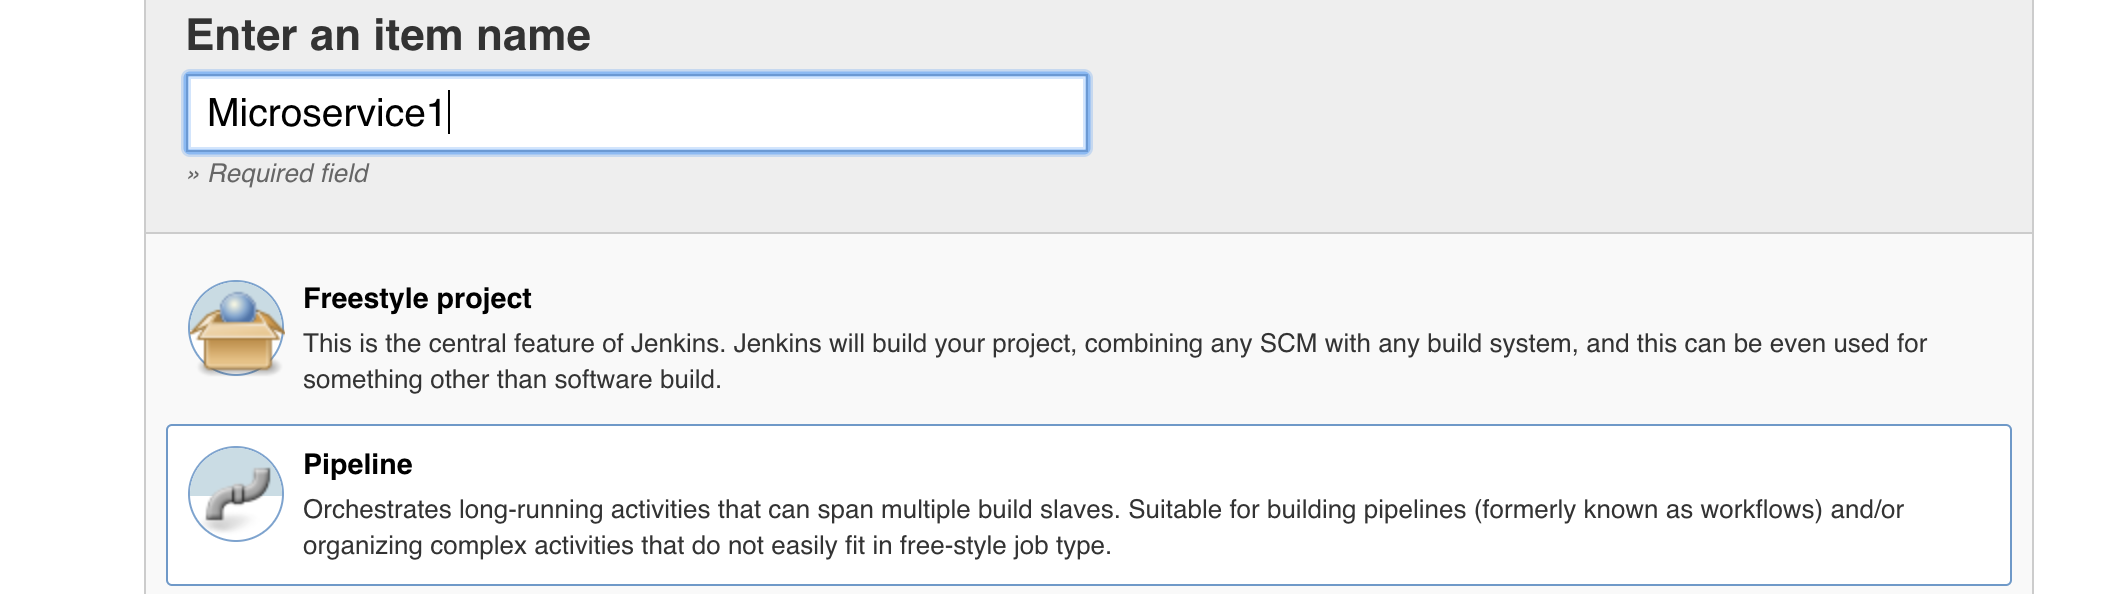 Enter an item name
Microservice1
» Required field
Freestyle project
This is the central feature of Jenkins. Jenkins will build your project, combining any SCM with any build system, and this can be even used for
something other than software build.
Pipeline
Orchestrates long-running activities that can span multiple build slaves. Suitable for building pipelines (formerly known as workflows) and/or
organizing complex activities that do not easily fit in free-style job type.